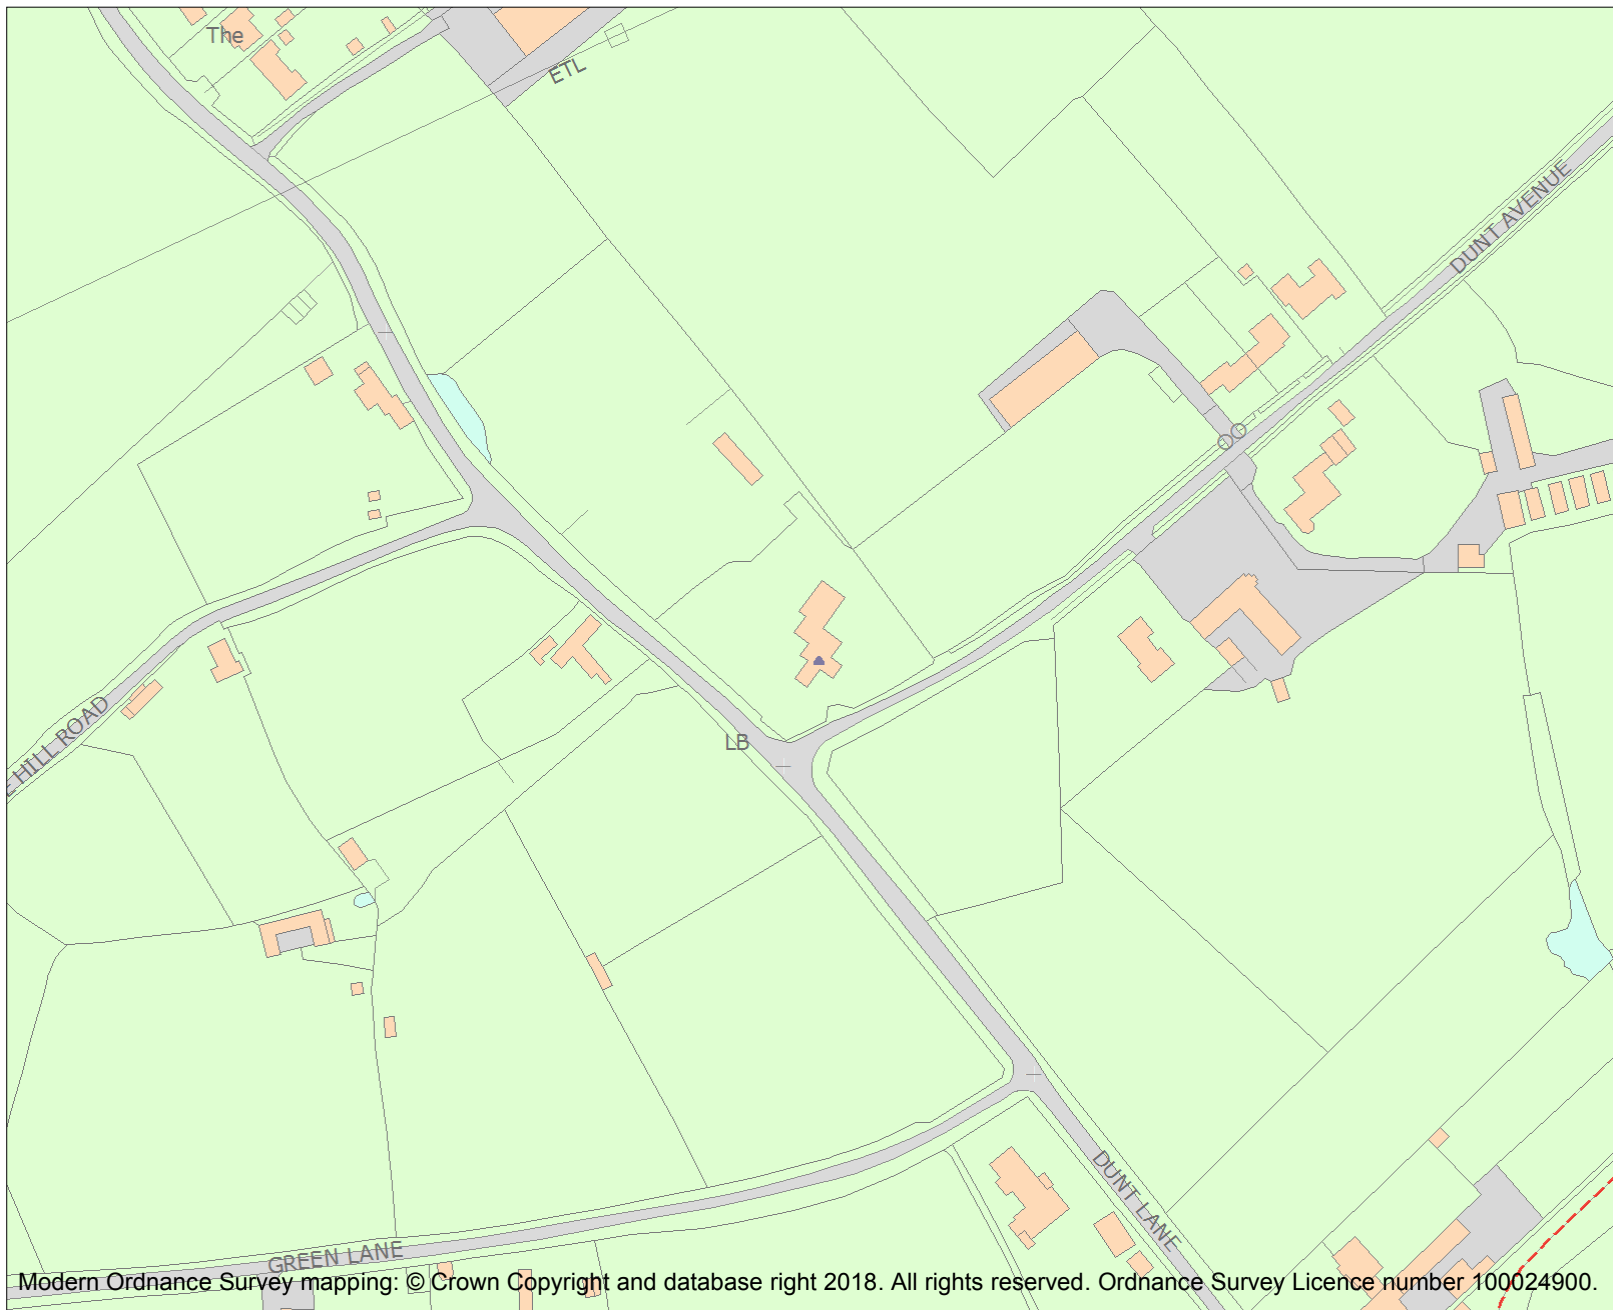 The
ETL
DUNT AVENUE
HILL ROAD
LB
DUNT LANE
GREEN LANE
Modern Ordnance Survey mapping: © Crown Copyright and database right 2018. All rights reserved. Ordnance Survey Licence number 100024900.